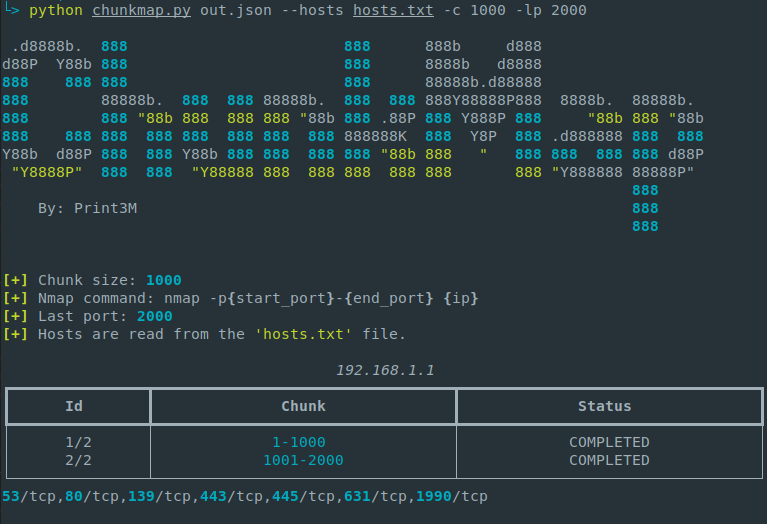 └> python chunkmap.py out.json --hosts hosts.txt -c 1000 -lp 2000
 .d8888b.  888                        888      888b     d888
d88P  Y88b 888                        888      8888b   d8888
888    888 888                        888      88888b.d88888
888        88888b.  888  888 88888b.  888  888 888Y88888P888  8888b.  88888b.
888        888 "88b 888  888 888 "88b 888 .88P 888 Y888P 888     "88b 888 "88b
888    888 888  888 888  888 888  888 888888K  888  Y8P  888 .d888888 888  888
Y88b  d88P 888  888 Y88b 888 888  888 888 "88b 888   "   888 888  888 888 d88P
 "Y8888P"  888  888  "Y88888 888  888 888  888 888       888 "Y888888 88888P"
                                                                      888
    By: Print3M                                                       888
                                                                      888
[+] Chunk size: 1000
[+] Nmap command: nmap -p{start_port}-{end_port} {ip}
[+] Last port: 2000
[+] Hosts are read from the 'hosts.txt' file.
192.168.1.1
Id Chunk Status
1/2 1-1000 COMPLETED
2/2 1001-2000 COMPLETED
53/tcp,80/tcp,139/tcp,443/tcp,445/tcp,631/tcp,1990/tcp